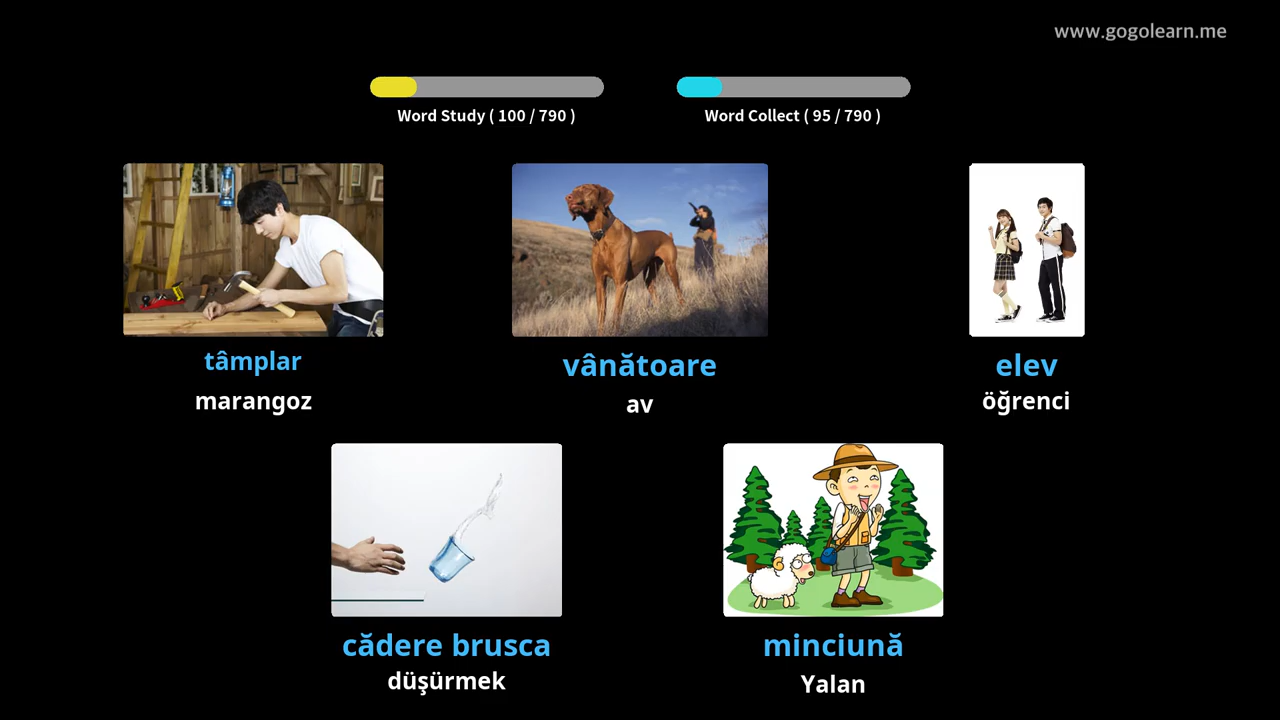 www.gogolearn.me
Word Study ( 100 / 790 )
Word Collect ( 95 / 790 )
tâmplar
marangoz
vânătoare
av
elev
öğrenci
cădere brusca
düşürmek
minciună
Yalan